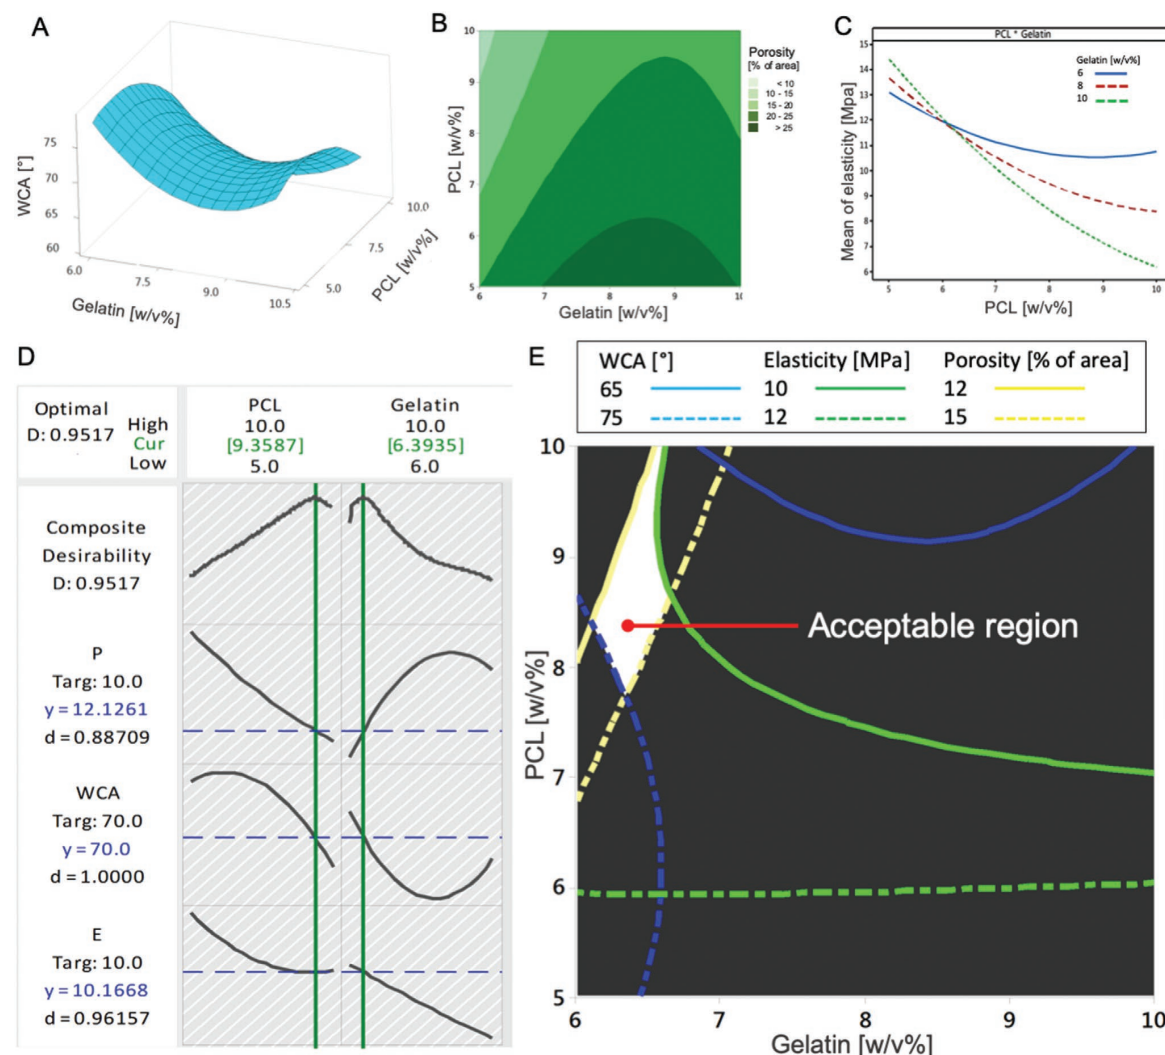 A
WCA [°]
75
70
65
60
6.0
7.5
9.0
10.5
Gelatin [w/v%]
5.0
7.5
10.0
PCL [w/v%]
B
PCL [w/v%]
10
9
8
7
6
5
6
7
8
9
10
Gelatin [w/v%]
Porosity
[% of area]
< 10
10 - 15
15 - 20
20 - 25
> 25
C
PCL * Gelatin
Gelatin [w/v%]
6
8
10
Mean of elasticity [Mpa]
15
14
13
12
11
10
9
8
7
6
5
6
7
8
9
10
PCL [w/v%]
D
Optimal
D: 0.9517
High
Cur
Low
PCL
10.0
[9.3587]
5.0
Gelatin
10.0
[6.3935]
6.0
Composite
Desirability
D: 0.9517
P
Targ: 10.0
y = 12.1261
d = 0.88709
WCA
Targ: 70.0
y = 70.0
d = 1.0000
E
Targ: 10.0
y = 10.1668
d = 0.96157
E
WCA [°]
65
75
Elasticity [MPa]
10
12
Porosity [% of area]
12
15
Acceptable region
PCL [w/v%]
10
9
8
7
6
5
6
7
8
9
10
Gelatin [w/v%]